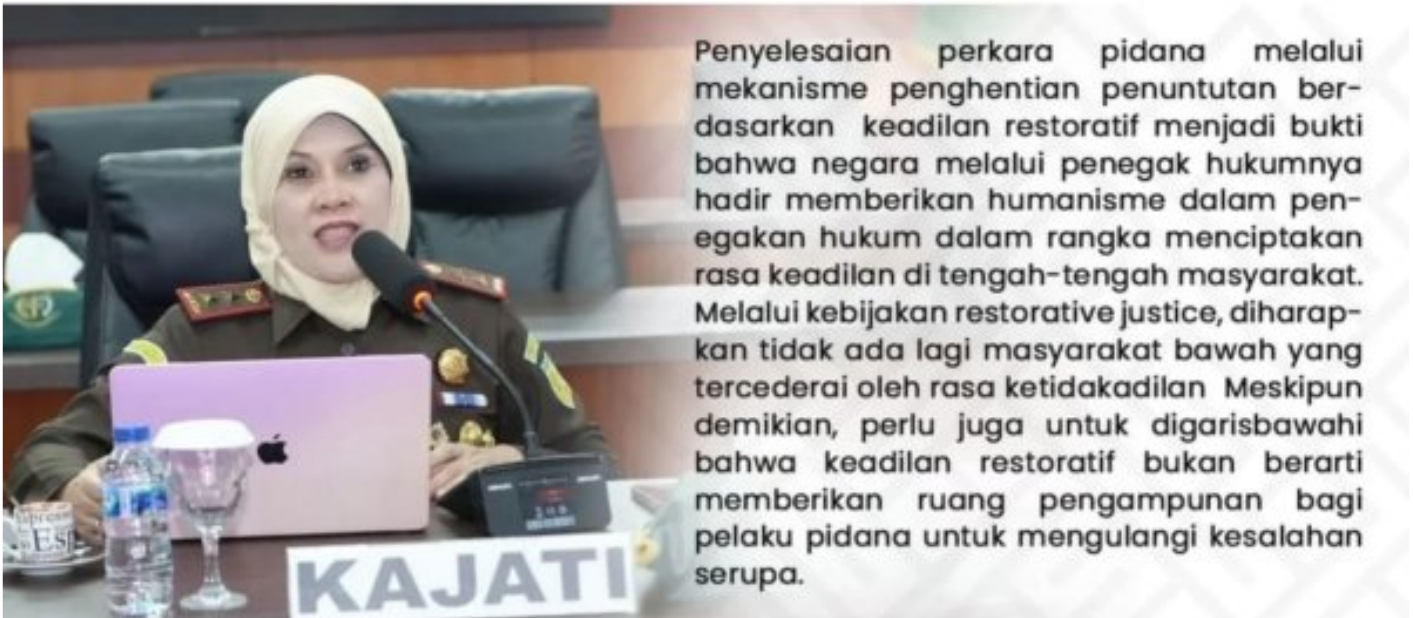 Penyelesaian perkara pidana melalui
mekanisme penghentian penuntutan ber-
dasarkan keadilan restoratif menjadi bukti
bahwa negara melalui penegak hukumnya
hadir memberikan humanisme dalam pen-
egakan hukum dalam rangka menciptakan
rasa keadilan di tengah-tengah masyarakat.
Melalui kebijakan restorative justice, diharap-
kan tidak ada lagi masyarakat bawah yang
tercederai oleh rasa ketidakadilan Meskipun
demikian, perlu juga untuk digarisbawahi
bahwa keadilan restoratif bukan berarti
memberikan ruang pengampunan bagi
pelaku pidana untuk mengulangi kesalahan
serupa.
KAJATI